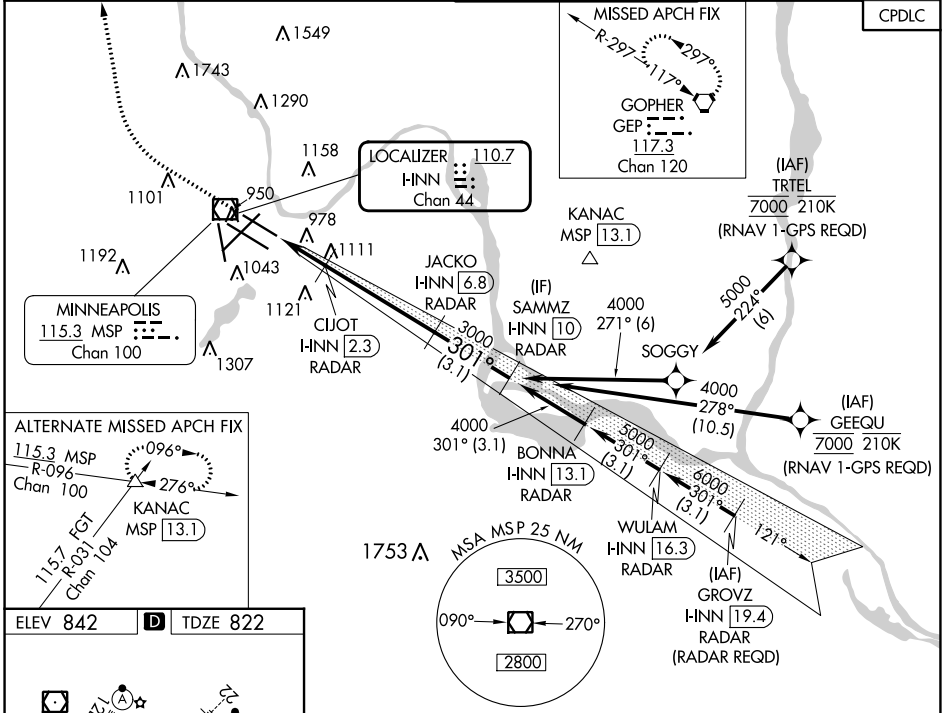 CPDLC
MISSED APCH FIX
R-297
297°
117°
GOPHER
GEP
117.3
Chan 120
1549
1743
1290
1158
1101
950
978
1111
1192
1043
1121
1307
LOCALIZER 110.7
I-INN
Chan 44
MINNEAPOLIS
115.3 MSP
Chan 100
KANAC
MSP 13.1
(IAF)
TRTEL
7000 210K
(RNAV 1-GPS REQD)
5000
224°
(6)
JACKO
I-INN 6.8
RADAR
(IF)
SAMMZ
I-INN 10
RADAR
4000
271° (6)
SOGGY
4000
278°
(10.5)
(IAF)
GEEQU
7000 210K
(RNAV 1-GPS REQD)
CIJOT
I-INN 2.3
RADAR
3000
301°
(3.1)
4000
301° (3.1)
BONNA
I-INN 13.1
RADAR
5000
301°
(3.1)
6000
301°
(3.1)
121°
WULAM
I-INN 16.3
RADAR
(IAF)
GROVZ
I-INN 19.4
RADAR
(RADAR REQD)
ALTERNATE MISSED APCH FIX
115.3 MSP
R-096
Chan 100
096°
276°
KANAC
MSP 13.1
115.7 FGT
R-031
Chan 104
1753
MSA MSP 25 NM
3500
090°
270°
2800
ELEV 842
D
TDZE 822
A
22